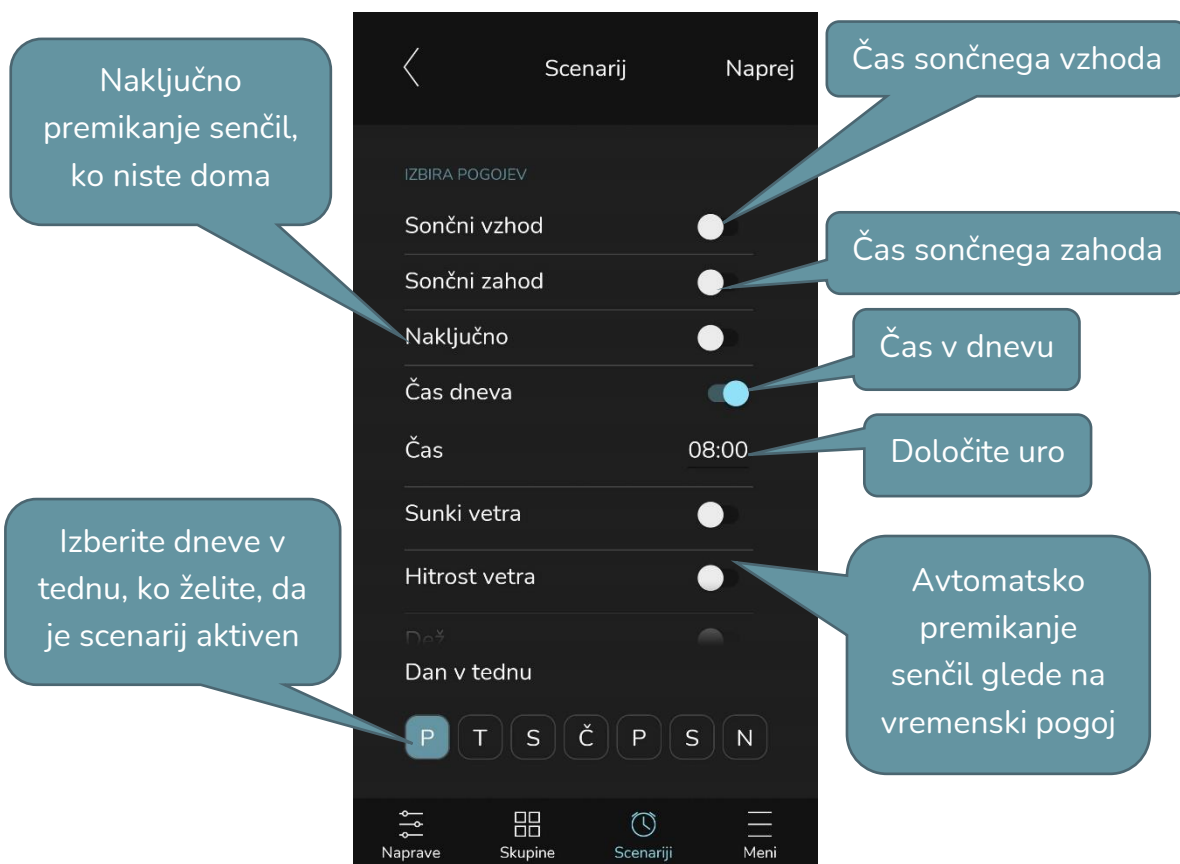 Scenarij
Naprej
IZBIRA POGOJEV
Sončni vzhod
Sončni zahod
Naključno
Čas dneva
Čas
08:00
Sunki vetra
Hitrost vetra
Dež
Dan v tednu
P T S Č P S N
Naprave
Skupine
Scenariji
Meni
Naključno
premikanje senčil,
ko niste doma
Izberite dneve v
tednu, ko želite, da
je scenarij aktiven
Čas sončnega vzhoda
Čas sončnega zahoda
Čas v dnevu
Določite uro
Avtomatsko
premikanje
senčil glede na
vremenski pogoj